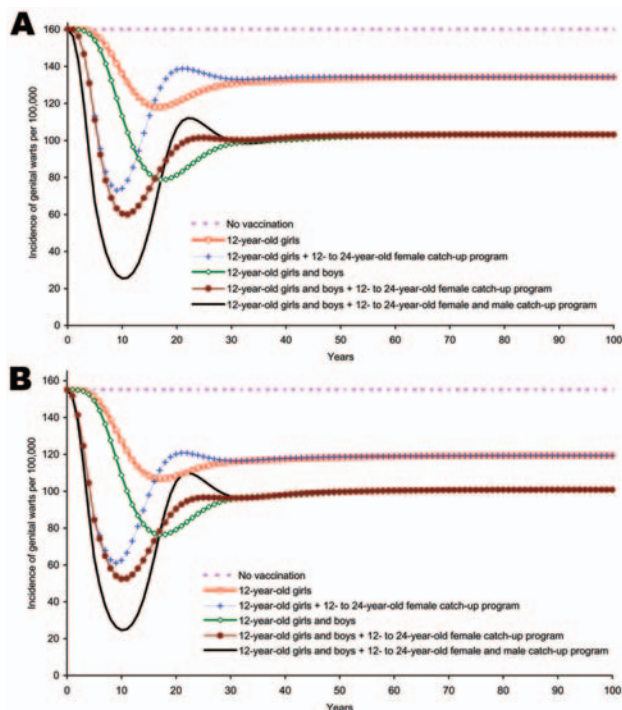 A
Incidence of genital warts per 100,000
160
140
120
100
80
60
40
20
0
No vaccination
12-year-old girls
12-year-old girls + 12- to 24-year-old female catch-up program
12-year-old girls and boys
12-year-old girls and boys + 12- to 24-year-old female catch-up program
12-year-old girls and boys + 12- to 24-year-old female and male catch-up program
0 10 20 30 40 50 60 70 80 90 100
Years
B
Incidence of genital warts per 100,000
160
140
120
100
80
60
40
20
0
No vaccination
12-year-old girls
12-year-old girls + 12- to 24-year-old female catch-up program
12-year-old girls and boys
12-year-old girls and boys + 12- to 24-year-old female catch-up program
12-year-old girls and boys + 12- to 24-year-old female and male catch-up program
0 10 20 30 40 50 60 70 80 90 100
Years